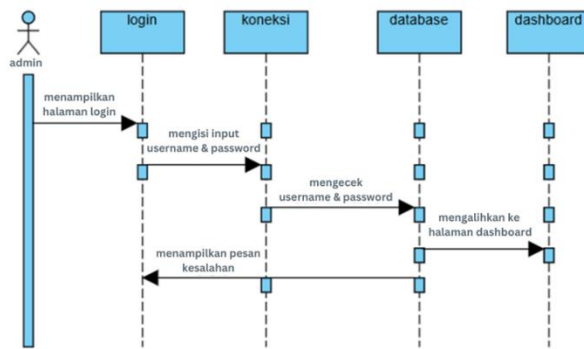 login
koneksi
database
dashboard
admin
menampilkan
halaman login
mengisi input
username & password
mengecek
username & password
mengalihkan ke
halaman dashboard
menampilkan pesan
kesalahan